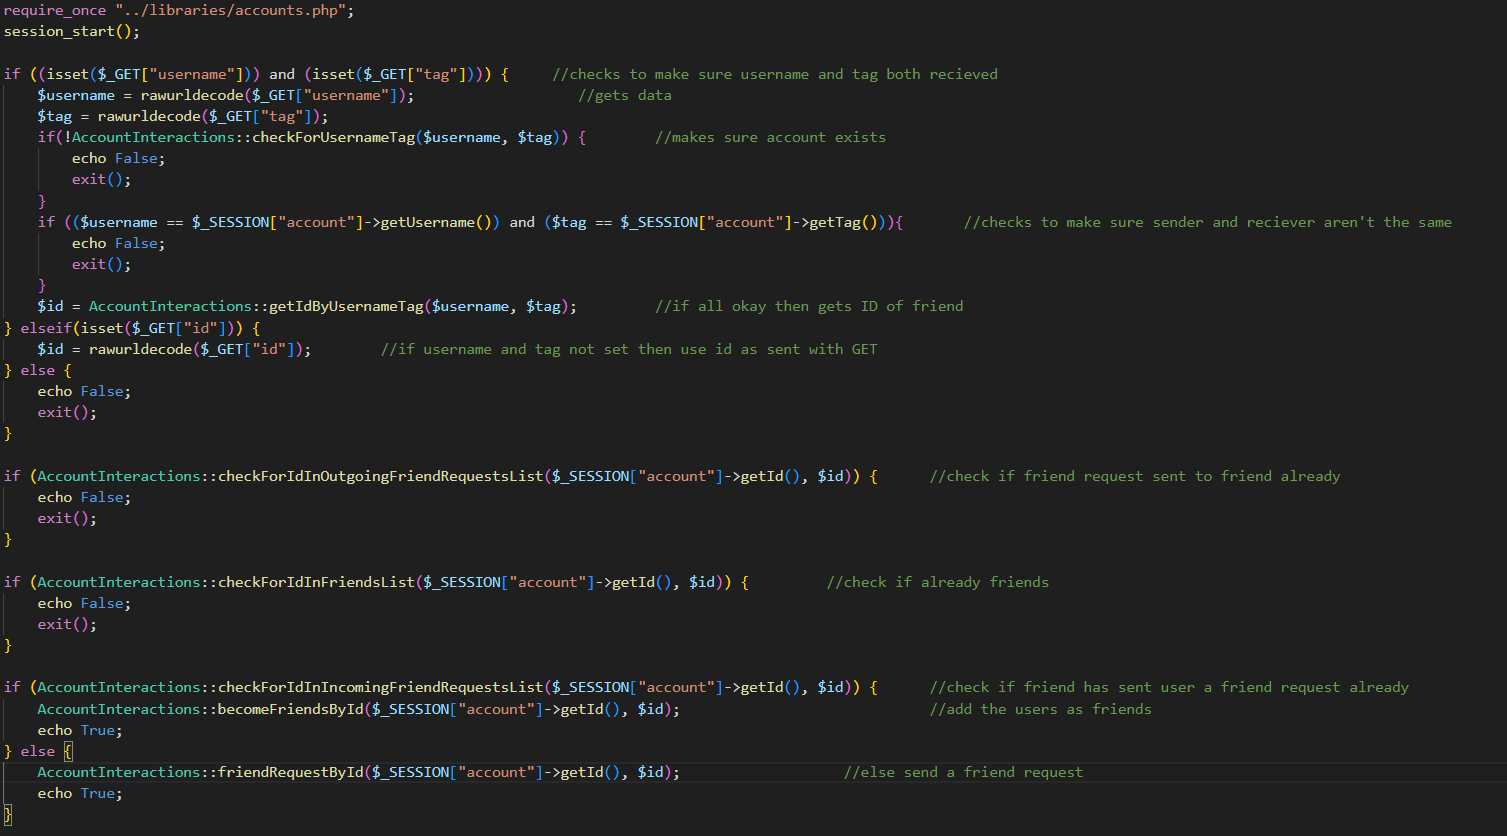 require_once "../libraries/accounts.php";
session_start();
if ((isset($_GET["username"])) and (isset($_GET["tag"]))) {     //checks to make sure username and tag both recieved
    $username = rawurldecode($_GET["username"]);                   //gets data
    $tag = rawurldecode($_GET["tag"]);
    if(!AccountInteractions::checkForUsernameTag($username, $tag)) {        //makes sure account exists
        echo False;
        exit();
    }
    if (($username == $_SESSION["account"]->getUsername()) and ($tag == $_SESSION["account"]->getTag())){       //checks to make sure sender and reciever aren't the same
        echo False;
        exit();
    }
    $id = AccountInteractions::getIdByUsernameTag($username, $tag);         //if all okay then gets ID of friend
} elseif(isset($_GET["id"])) {
    $id = rawurldecode($_GET["id"]);        //if username and tag not set then use id as sent with GET
} else {
    echo False;
    exit();
}
if (AccountInteractions::checkForIdInOutgoingFriendRequestsList($_SESSION["account"]->getId(), $id)) {      //check if friend request sent to friend already
    echo False;
    exit();
}
if (AccountInteractions::checkForIdInFriendsList($_SESSION["account"]->getId(), $id)) {         //check if already friends
    echo False;
    exit();
}
if (AccountInteractions::checkForIdInIncomingFriendRequestsList($_SESSION["account"]->getId(), $id)) {      //check if friend has sent user a friend request already
    AccountInteractions::becomeFriendsById($_SESSION["account"]->getId(), $id);                             //add the users as friends
    echo True;
} else {
    AccountInteractions::friendRequestById($_SESSION["account"]->getId(), $id);                   //else send a friend request
    echo True;
}